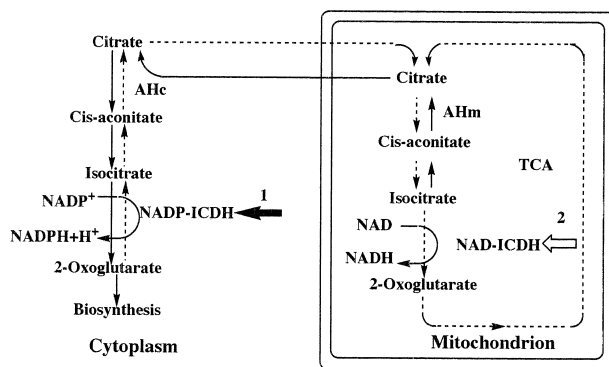 Citrate
AHc
Cis-aconitate
Isocitrate
NADP+
NADP-ICDH
1
NADPH+H+
2-Oxoglutarate
Biosynthesis
Cytoplasm
Citrate
AHm
Cis-aconitate
TCA
Isocitrate
NAD
2
NAD-ICDH
NADH
2-Oxoglutarate
Mitochondrion